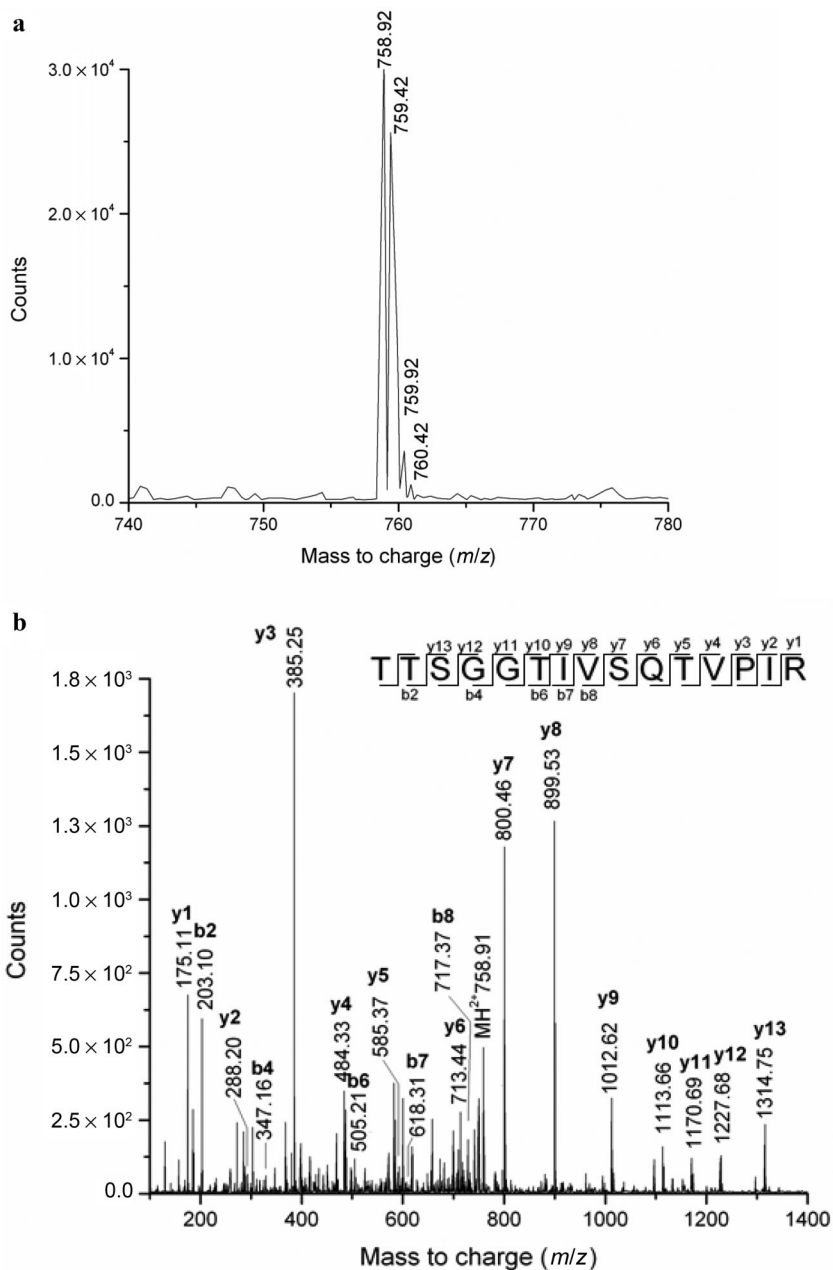 a
3.0 × 10⁴
2.0 × 10⁴
1.0 × 10⁴
0.0
Counts
758.92
759.42
759.92
760.42
740
750
760
770
780
Mass to charge (m/z)
b
y13 y12 y11 y10 y9 y8 y7 y6 y5 y4 y3 y2 y1
TTSGGTIVSQTVPIR
b2 b4 b6 b7 b8
1.8 × 10³
1.5 × 10³
1.3 × 10³
1.0 × 10³
7.5 × 10²
5.0 × 10²
2.5 × 10²
0.0
Counts
y1 175.11
b2 203.10
y2 288.20
b4 347.16
y3 385.25
y4 484.33
b6 505.21
y5 585.37
b7 618.31
y6 713.44
b8 717.37
MH²⁺ 758.91
y7 800.46
y8 899.53
y9 1012.62
y10 1113.66
y11 1170.69
y12 1227.68
y13 1314.75
200
400
600
800
1000
1200
1400
Mass to charge (m/z)